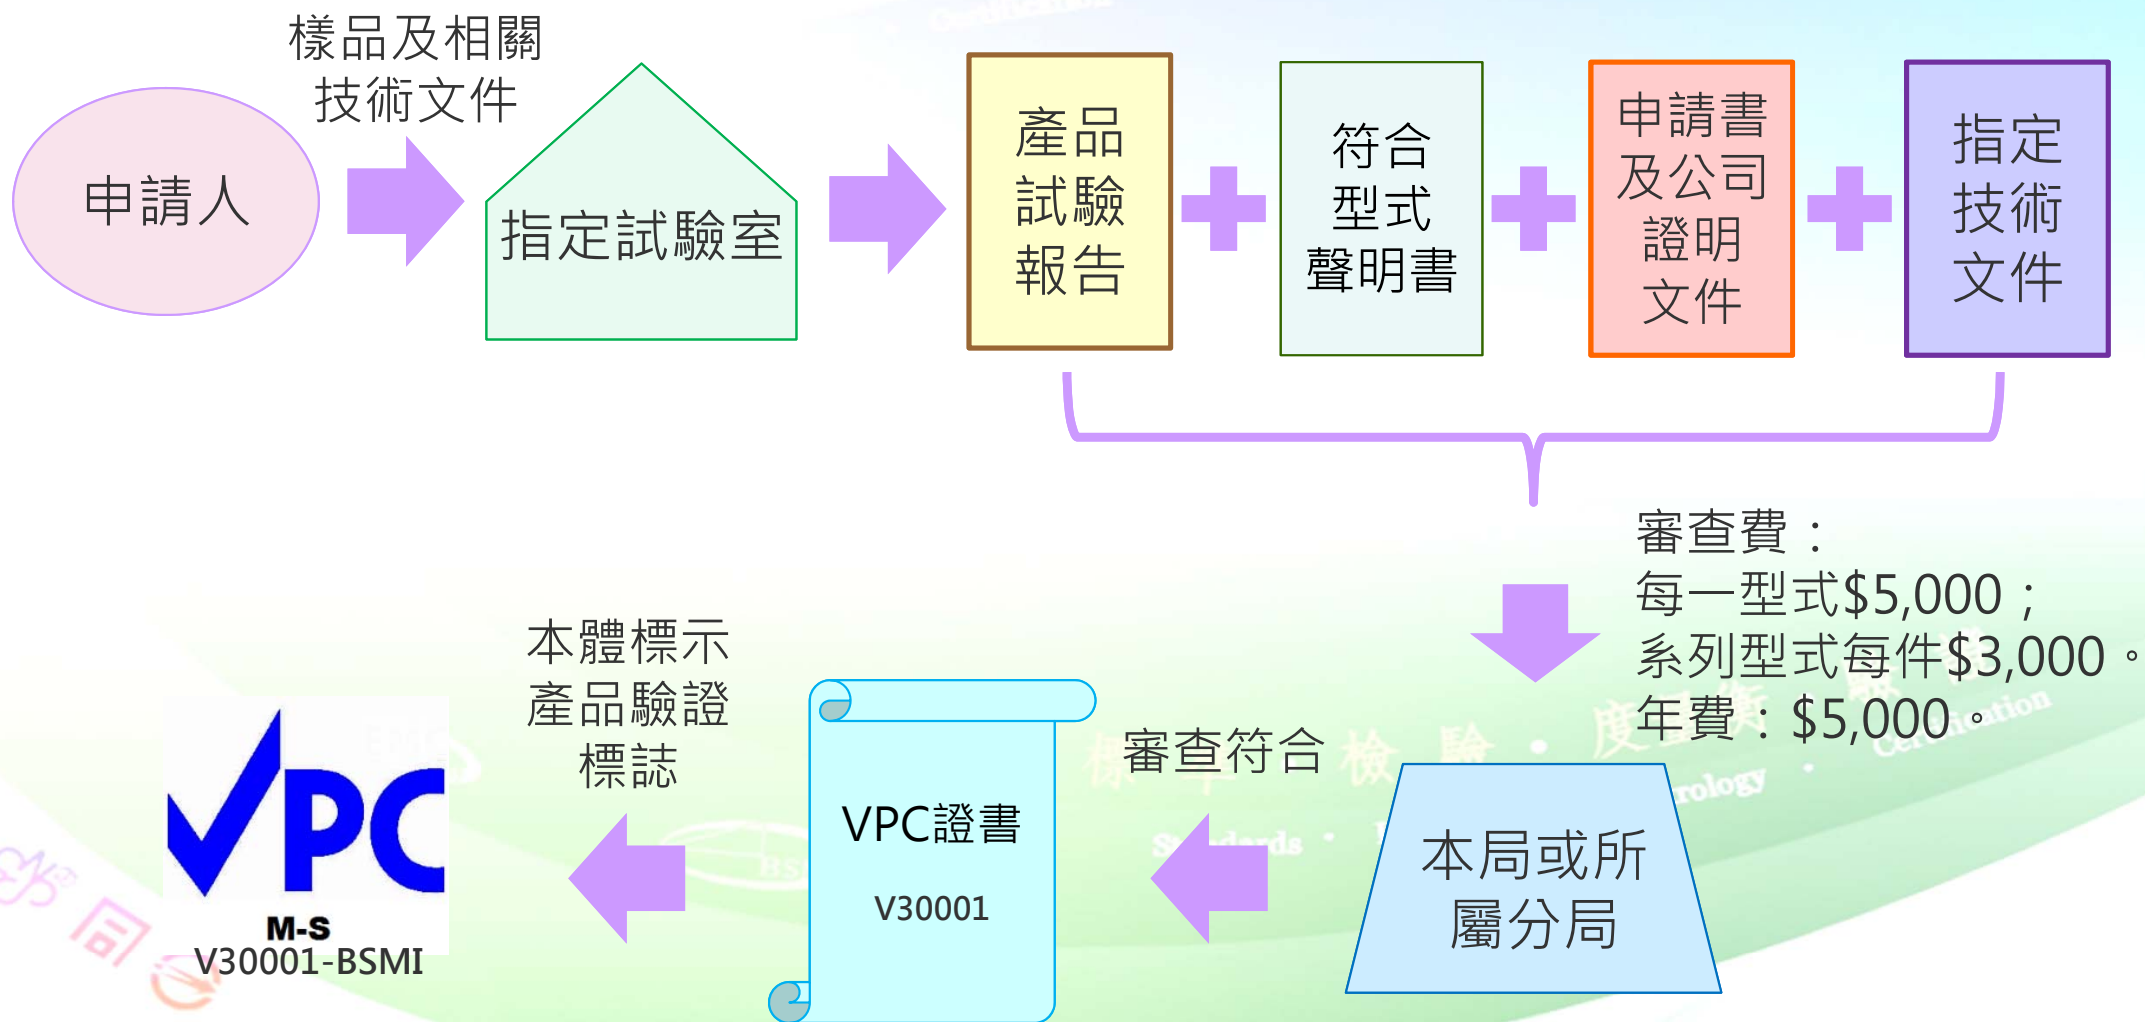 樣品及相關
技術文件
申請人
指定試驗室
產品
試驗
報告
符合
型式
聲明書
申請書
及公司
證明
文件
指定
技術
文件
審查費：
每一型式$5,000；
系列型式每件$3,000。
年費：$5,000。
本局或所
屬分局
審查符合
VPC證書
V30001
本體標示
產品驗證
標誌
VPC
M-S
V30001-BSMI